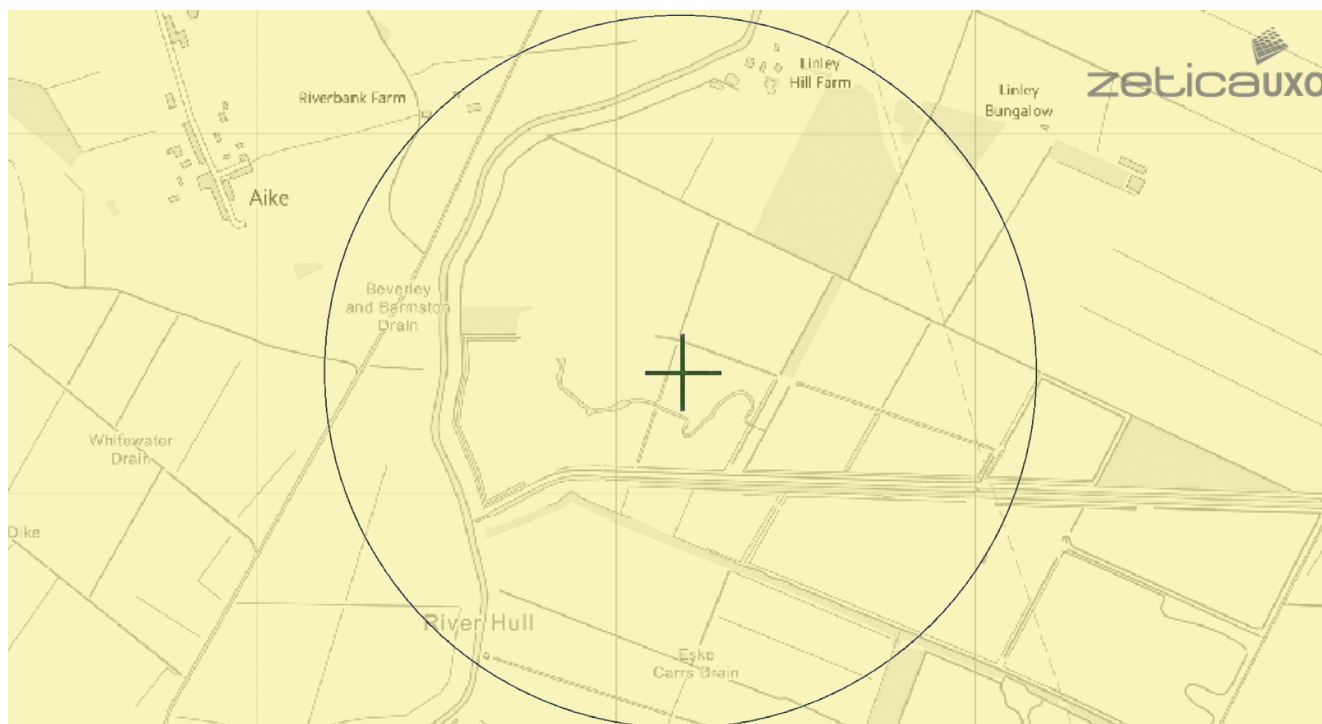 Linley
Hill Farm
zeticauxo
Riverbank Farm
Linley
Bungalow
Aike
Beverley
and Barmston
Drain
Whitewater
Drain
Dike
River Hull
Eske
Carrs Drain